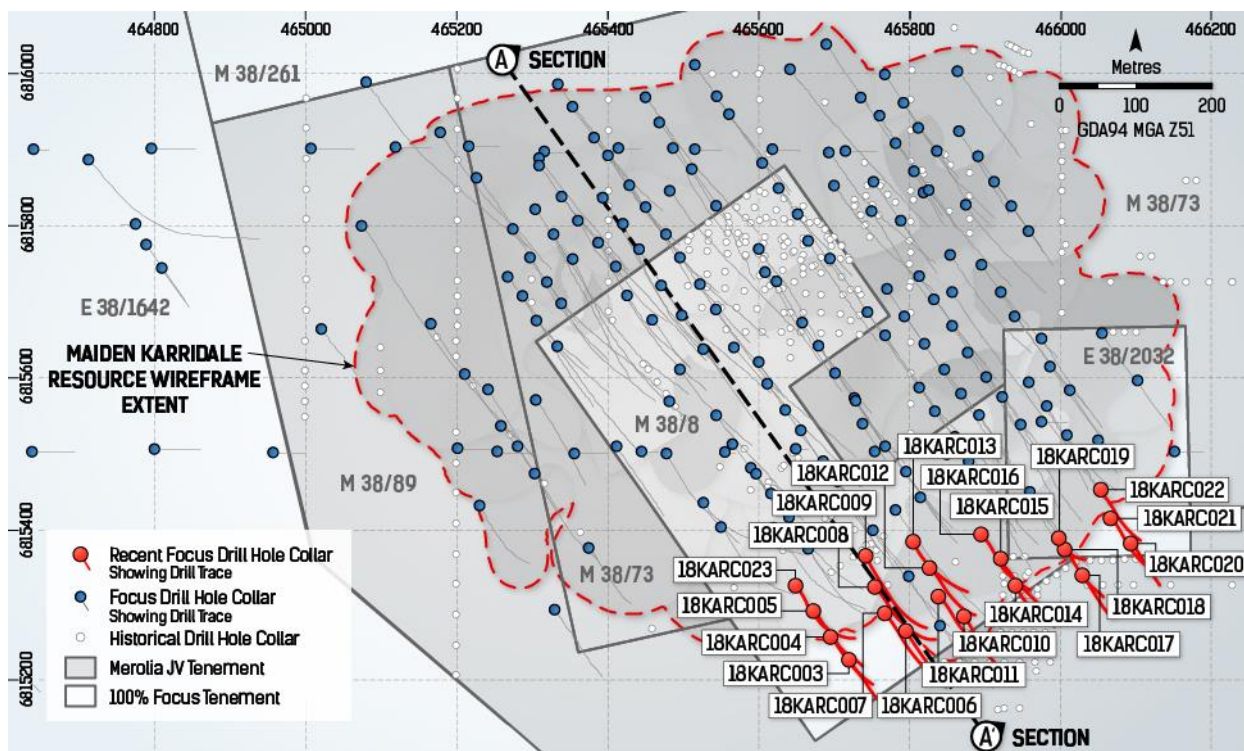 464800
465000
465200
465400
465600
465800
466000
466200
6816000
6815800
6815600
6815400
6815200
M 38/261
A
SECTION
Metres
0
100
200
GDA94 MGA Z51
M 38/73
E 38/1642
MAIDEN KARRIDALE
RESOURCE WIREFRAME
EXTENT
E 38/2032
M 38/8
M 38/89
M 38/73
18KARC013
18KARC012
18KARC016
18KARC019
18KARC009
18KARC015
18KARC022
18KARC008
18KARC021
18KARC023
18KARC020
18KARC005
18KARC014
18KARC018
18KARC004
18KARC010
18KARC017
18KARC003
18KARC011
18KARC007
18KARC006
A'
SECTION
Recent Focus Drill Hole Collar
Showing Drill Trace
Focus Drill Hole Collar
Showing Drill Trace
Historical Drill Hole Collar
Merolia JV Tenement
100% Focus Tenement